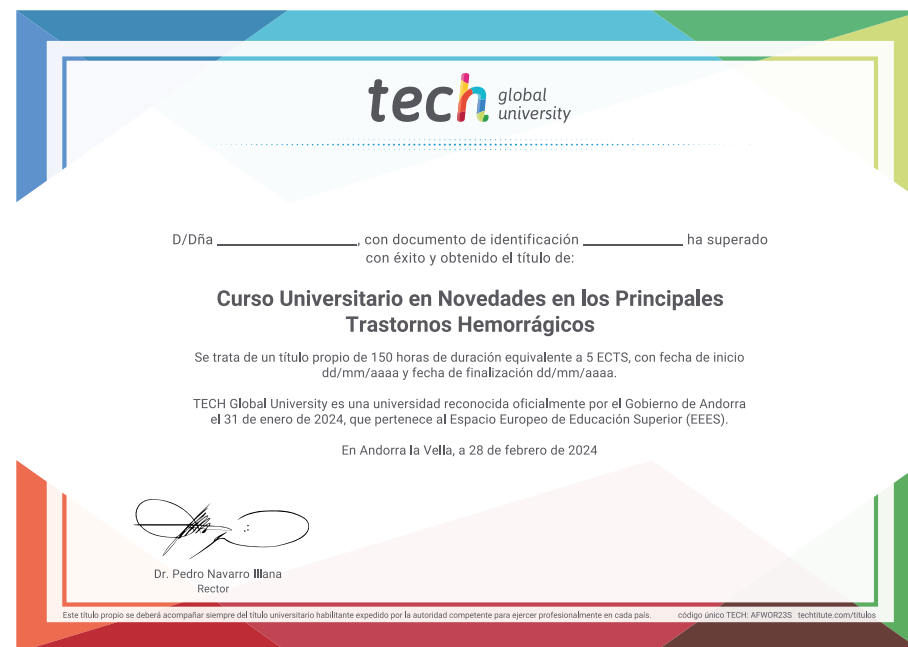 tech global
university
D/Dña ______________, con documento de identificación __________ ha superado
con éxito y obtenido el título de:
Curso Universitario en Novedades en los Principales
Trastornos Hemorrágicos
Se trata de un título propio de 150 horas de duración equivalente a 5 ECTS, con fecha de inicio
dd/mm/aaaa y fecha de finalización dd/mm/aaaa.
TECH Global University es una universidad reconocida oficialmente por el Gobierno de Andorra
el 31 de enero de 2024, que pertenece al Espacio Europeo de Educación Superior (EEES).
En Andorra la Vella, a 28 de febrero de 2024
Dr. Pedro Navarro Illana
Rector
Este título propio se deberá acompañar siempre del título universitario habilitante expedido por la autoridad competente para ejercer profesionalmente en cada país. código único TECH: AFWOR23S techtitute.com/titulos